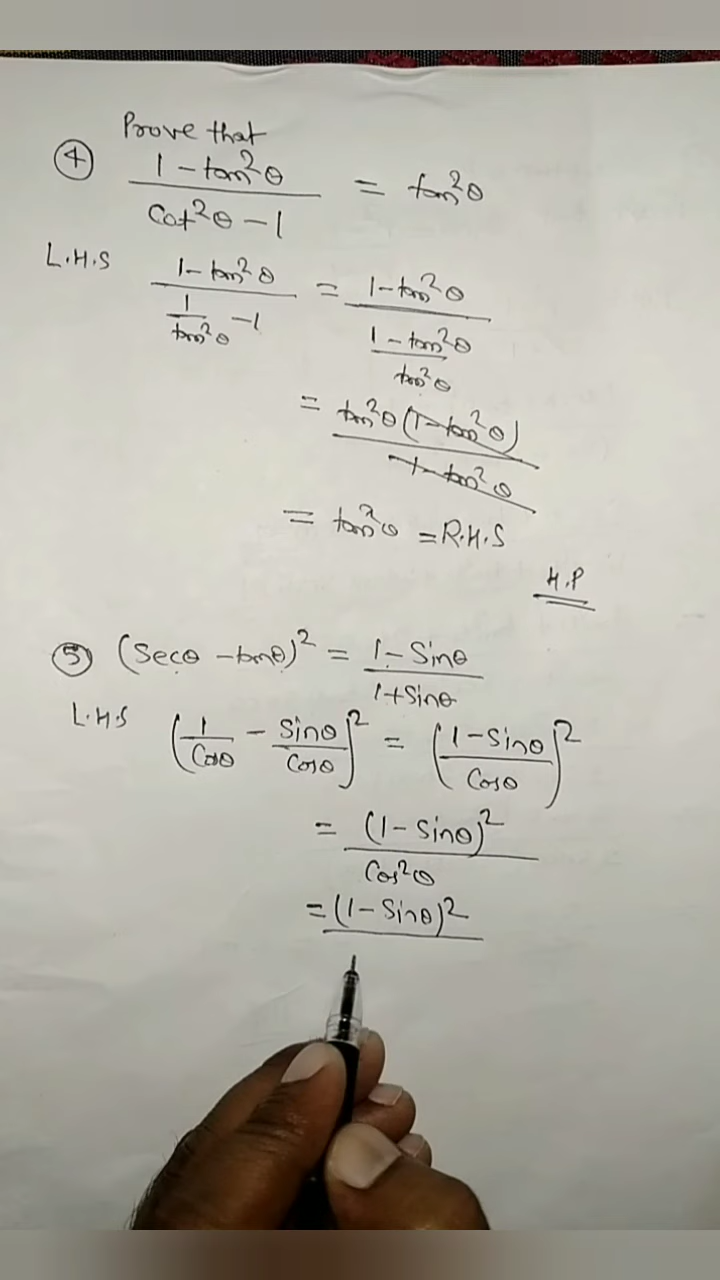 Prove that
④ (1 - tan²θ)/(Cot²θ - 1) = tan²θ
L.H.S (1 - tan²θ)/(1/tan²θ - 1) = (1 - tan²θ)/((1 - tan²θ)/tan²θ)
= tan²θ(1 - tan²θ)/(1 - tan²θ)
= tan²θ = R.H.S
H.P
⑤ (Secθ - tanθ)² = (1 - Sinθ)/(1 + Sinθ)
L.H.S (1/Cosθ - Sinθ/Cosθ)² = ((1 - Sinθ)/Cosθ)²
= (1 - Sinθ)²/Cos²θ
= (1 - Sinθ)²